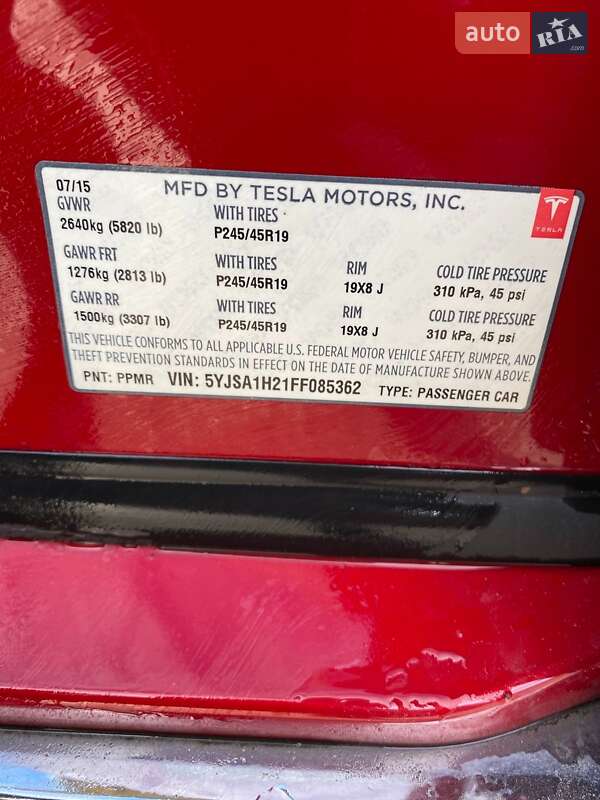 auto RIA.com
07/15 MFD BY TESLA MOTORS, INC.
GVWR WITH TIRES
2640kg (5820 lb) P245/45R19
TESLA
GAWR FRT WITH TIRES RIM COLD TIRE PRESSURE
1276kg (2813 lb) P245/45R19 19X8 J 310 kPa, 45 psi
GAWR RR WITH TIRES RIM COLD TIRE PRESSURE
1500kg (3307 lb) P245/45R19 19X8 J 310 kPa, 45 psi
THIS VEHICLE CONFORMS TO ALL APPLICABLE U.S. FEDERAL MOTOR VEHICLE SAFETY, BUMPER, AND
THEFT PREVENTION STANDARDS IN EFFECT ON THE DATE OF MANUFACTURE SHOWN ABOVE.
PNT: PPMR VIN: 5YJSA1H21FF085362 TYPE: PASSENGER CAR